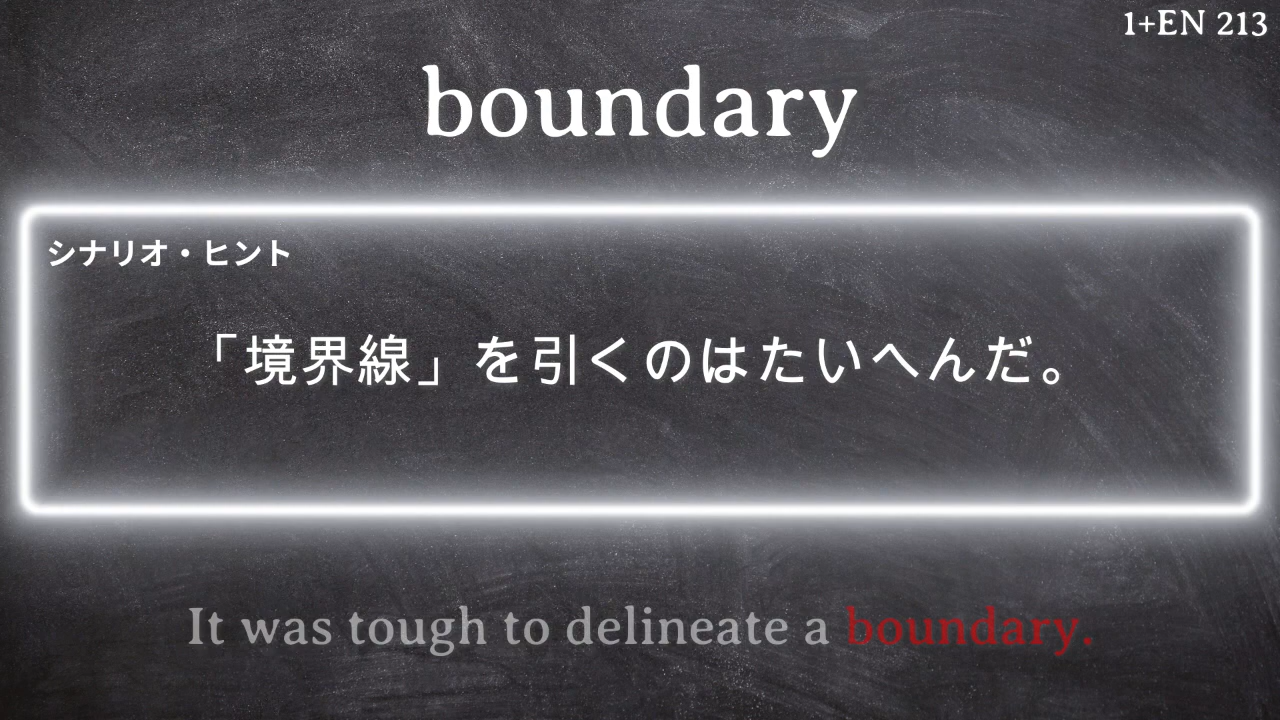 1+EN 213
boundary
シナリオ・ヒント
「境界線」を引くのはたいへんだ。
It was tough to delineate a boundary.